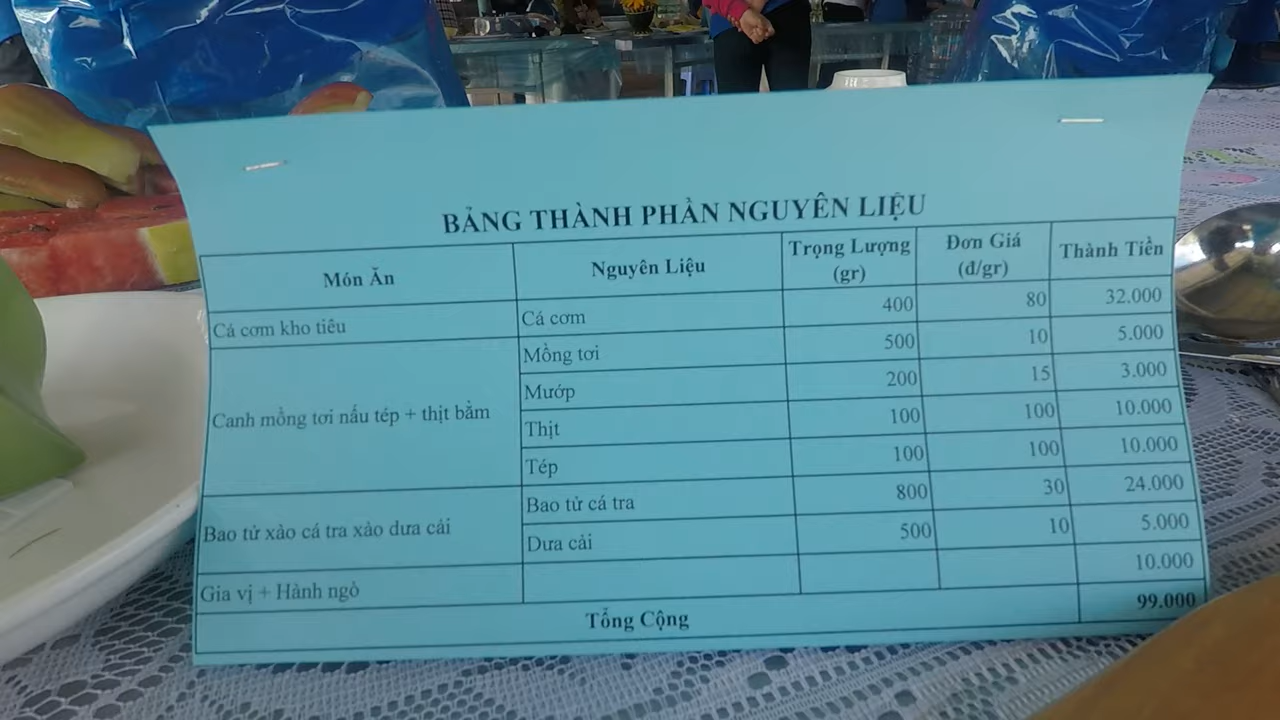 BẢNG THÀNH PHẦN NGUYÊN LIỆU
Món Ăn Nguyên Liệu Trọng Lượng (gr) Đơn Giá (đ/gr) Thành Tiền
Cá cơm kho tiêu Cá cơm 400 80 32.000
Canh mồng tơi nấu tép + thịt bằm Mồng tơi 500 10 5.000
Mướp 200 15 3.000
Thịt 100 100 10.000
Tép 100 100 10.000
Bao tử xào cá tra xào dưa cải Bao tử cá tra 800 30 24.000
Dưa cải 500 10 5.000
Gia vị + Hành ngò 10.000
Tổng Cộng 99.000